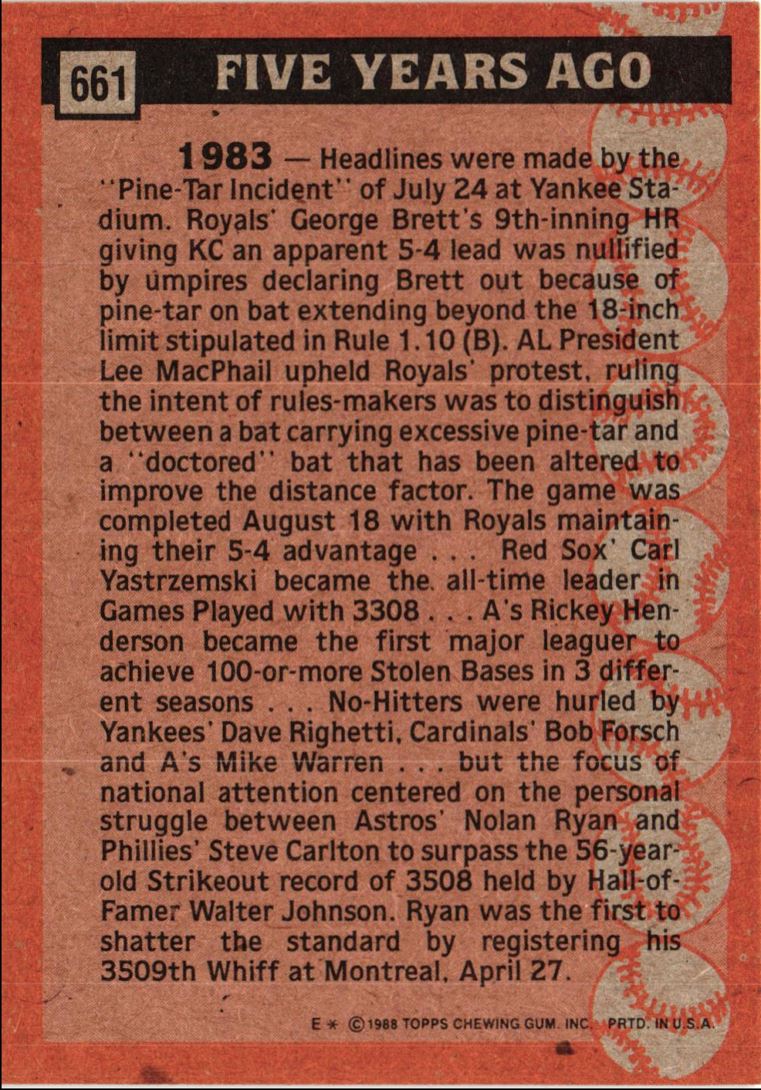 661
FIVE YEARS AGO
1983 — Headlines were made by the
"Pine-Tar Incident" of July 24 at Yankee Sta-
dium. Royals' George Brett's 9th-inning HR
giving KC an apparent 5-4 lead was nullified
by umpires declaring Brett out because of
pine-tar on bat extending beyond the 18-inch
limit stipulated in Rule 1.10 (B). AL President
Lee MacPhail upheld Royals' protest, ruling
the intent of rules-makers was to distinguish
between a bat carrying excessive pine-tar and
a "doctored" bat that has been altered to
improve the distance factor. The game was
completed August 18 with Royals maintain-
ing their 5-4 advantage . . . Red Sox' Carl
Yastrzemski became the all-time leader in
Games Played with 3308 . . . A's Rickey Hen-
derson became the first major leaguer to
achieve 100-or-more Stolen Bases in 3 differ-
ent seasons . . . No-Hitters were hurled by
Yankees' Dave Righetti, Cardinals' Bob Forsch
and A's Mike Warren . . . but the focus of
national attention centered on the personal
struggle between Astros' Nolan Ryan and
Phillies' Steve Carlton to surpass the 56-year-
old Strikeout record of 3508 held by Hall-of-
Famer Walter Johnson. Ryan was the first to
shatter the standard by registering his
3509th Whiff at Montreal, April 27.
E * © 1988 TOPPS CHEWING GUM. INC. PRTD. IN U.S.A.